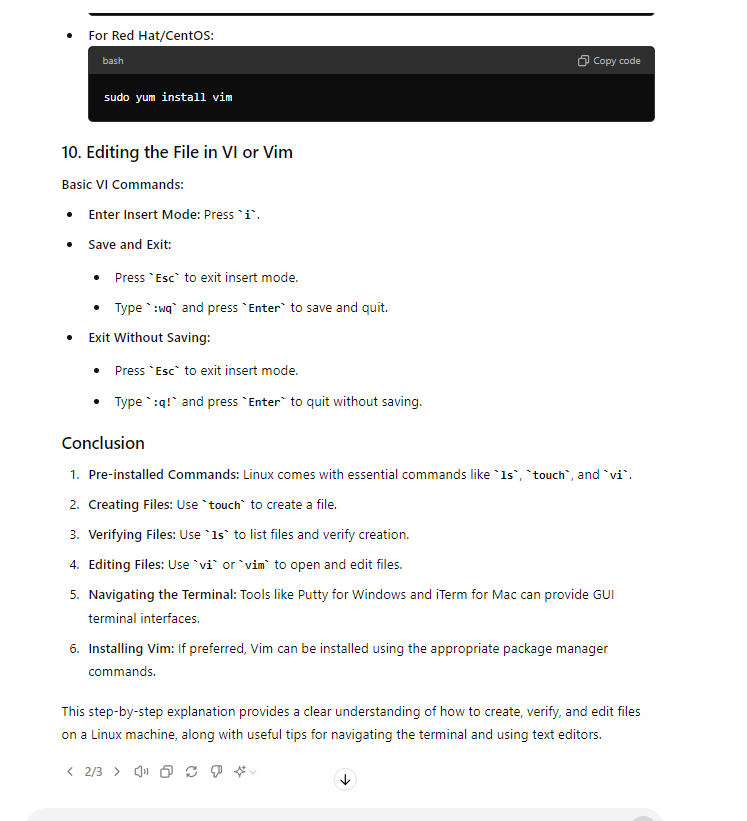 For Red Hat/CentOS:
bash
Copy code
sudo yum install vim
10. Editing the File in VI or Vim
Basic VI Commands:
Enter Insert Mode: Press `i`.
Save and Exit:
Press `Esc` to exit insert mode.
Type `:wq` and press `Enter` to save and quit.
Exit Without Saving:
Press `Esc` to exit insert mode.
Type `:q!` and press `Enter` to quit without saving.
Conclusion
1. Pre-installed Commands: Linux comes with essential commands like `ls`, `touch`, and `vi`.
2. Creating Files: Use `touch` to create a file.
3. Verifying Files: Use `ls` to list files and verify creation.
4. Editing Files: Use `vi` or `vim` to open and edit files.
5. Navigating the Terminal: Tools like Putty for Windows and iTerm for Mac can provide GUI
terminal interfaces.
6. Installing Vim: If preferred, Vim can be installed using the appropriate package manager
commands.
This step-by-step explanation provides a clear understanding of how to create, verify, and edit files
on a Linux machine, along with useful tips for navigating the terminal and using text editors.
2/3